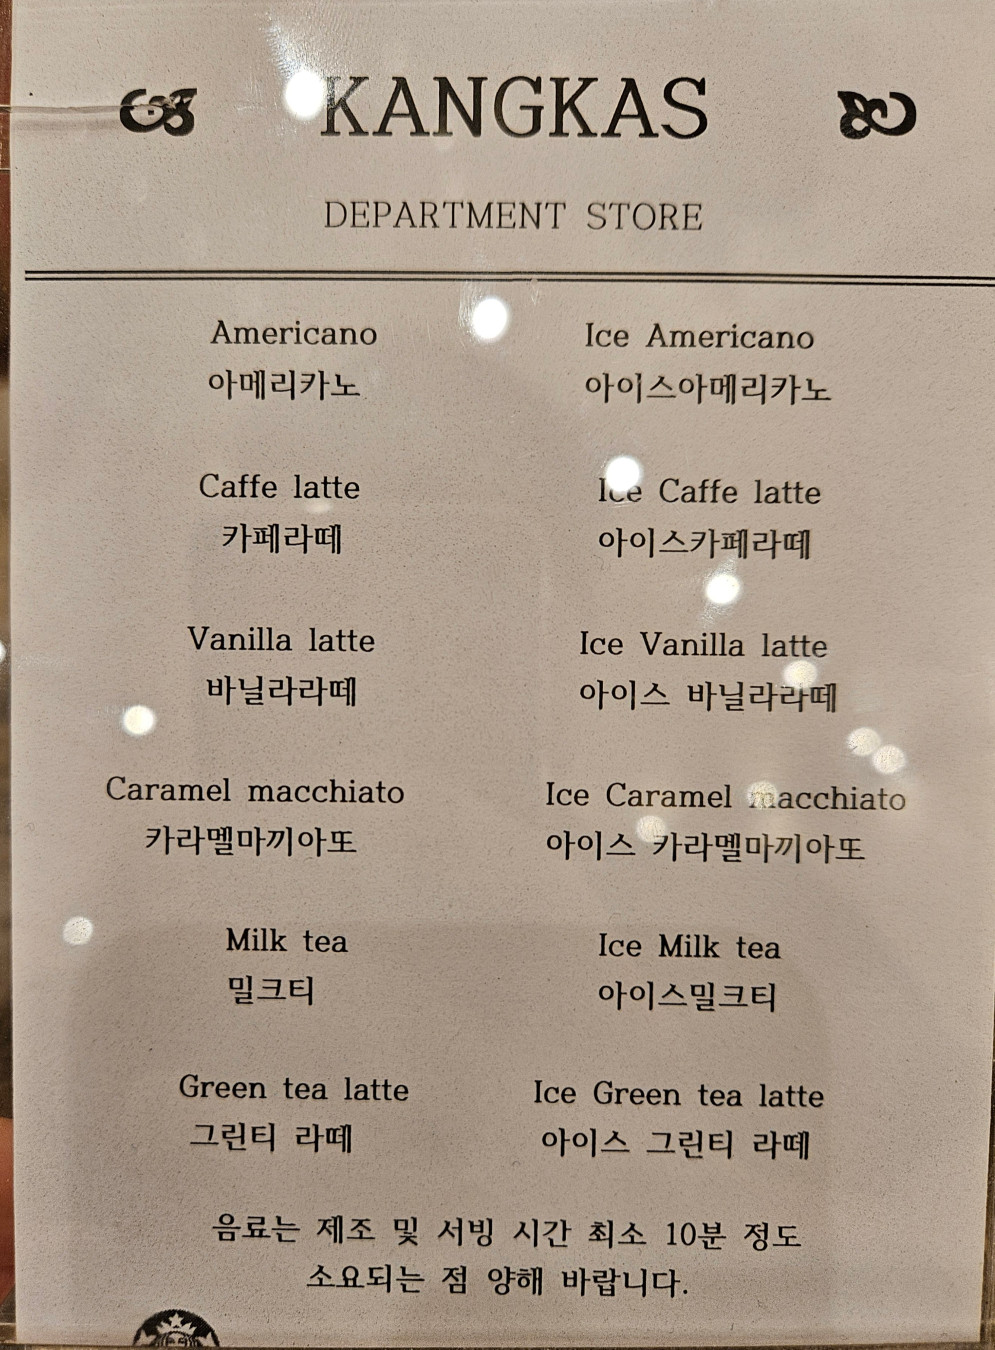 KANGKAS
DEPARTMENT STORE
Americano
아메리카노
Ice Americano
아이스아메리카노
Caffe latte
카페라떼
Ice Caffe latte
아이스카페라떼
Vanilla latte
바닐라라떼
Ice Vanilla latte
아이스 바닐라라떼
Caramel macchiato
카라멜마끼아또
Ice Caramel macchiato
아이스 카라멜마끼아또
Milk tea
밀크티
Ice Milk tea
아이스밀크티
Green tea latte
그린티 라떼
Ice Green tea latte
아이스 그린티 라떼
음료는 제조 및 서빙 시간 최소 10분 정도
소요되는 점 양해 바랍니다.